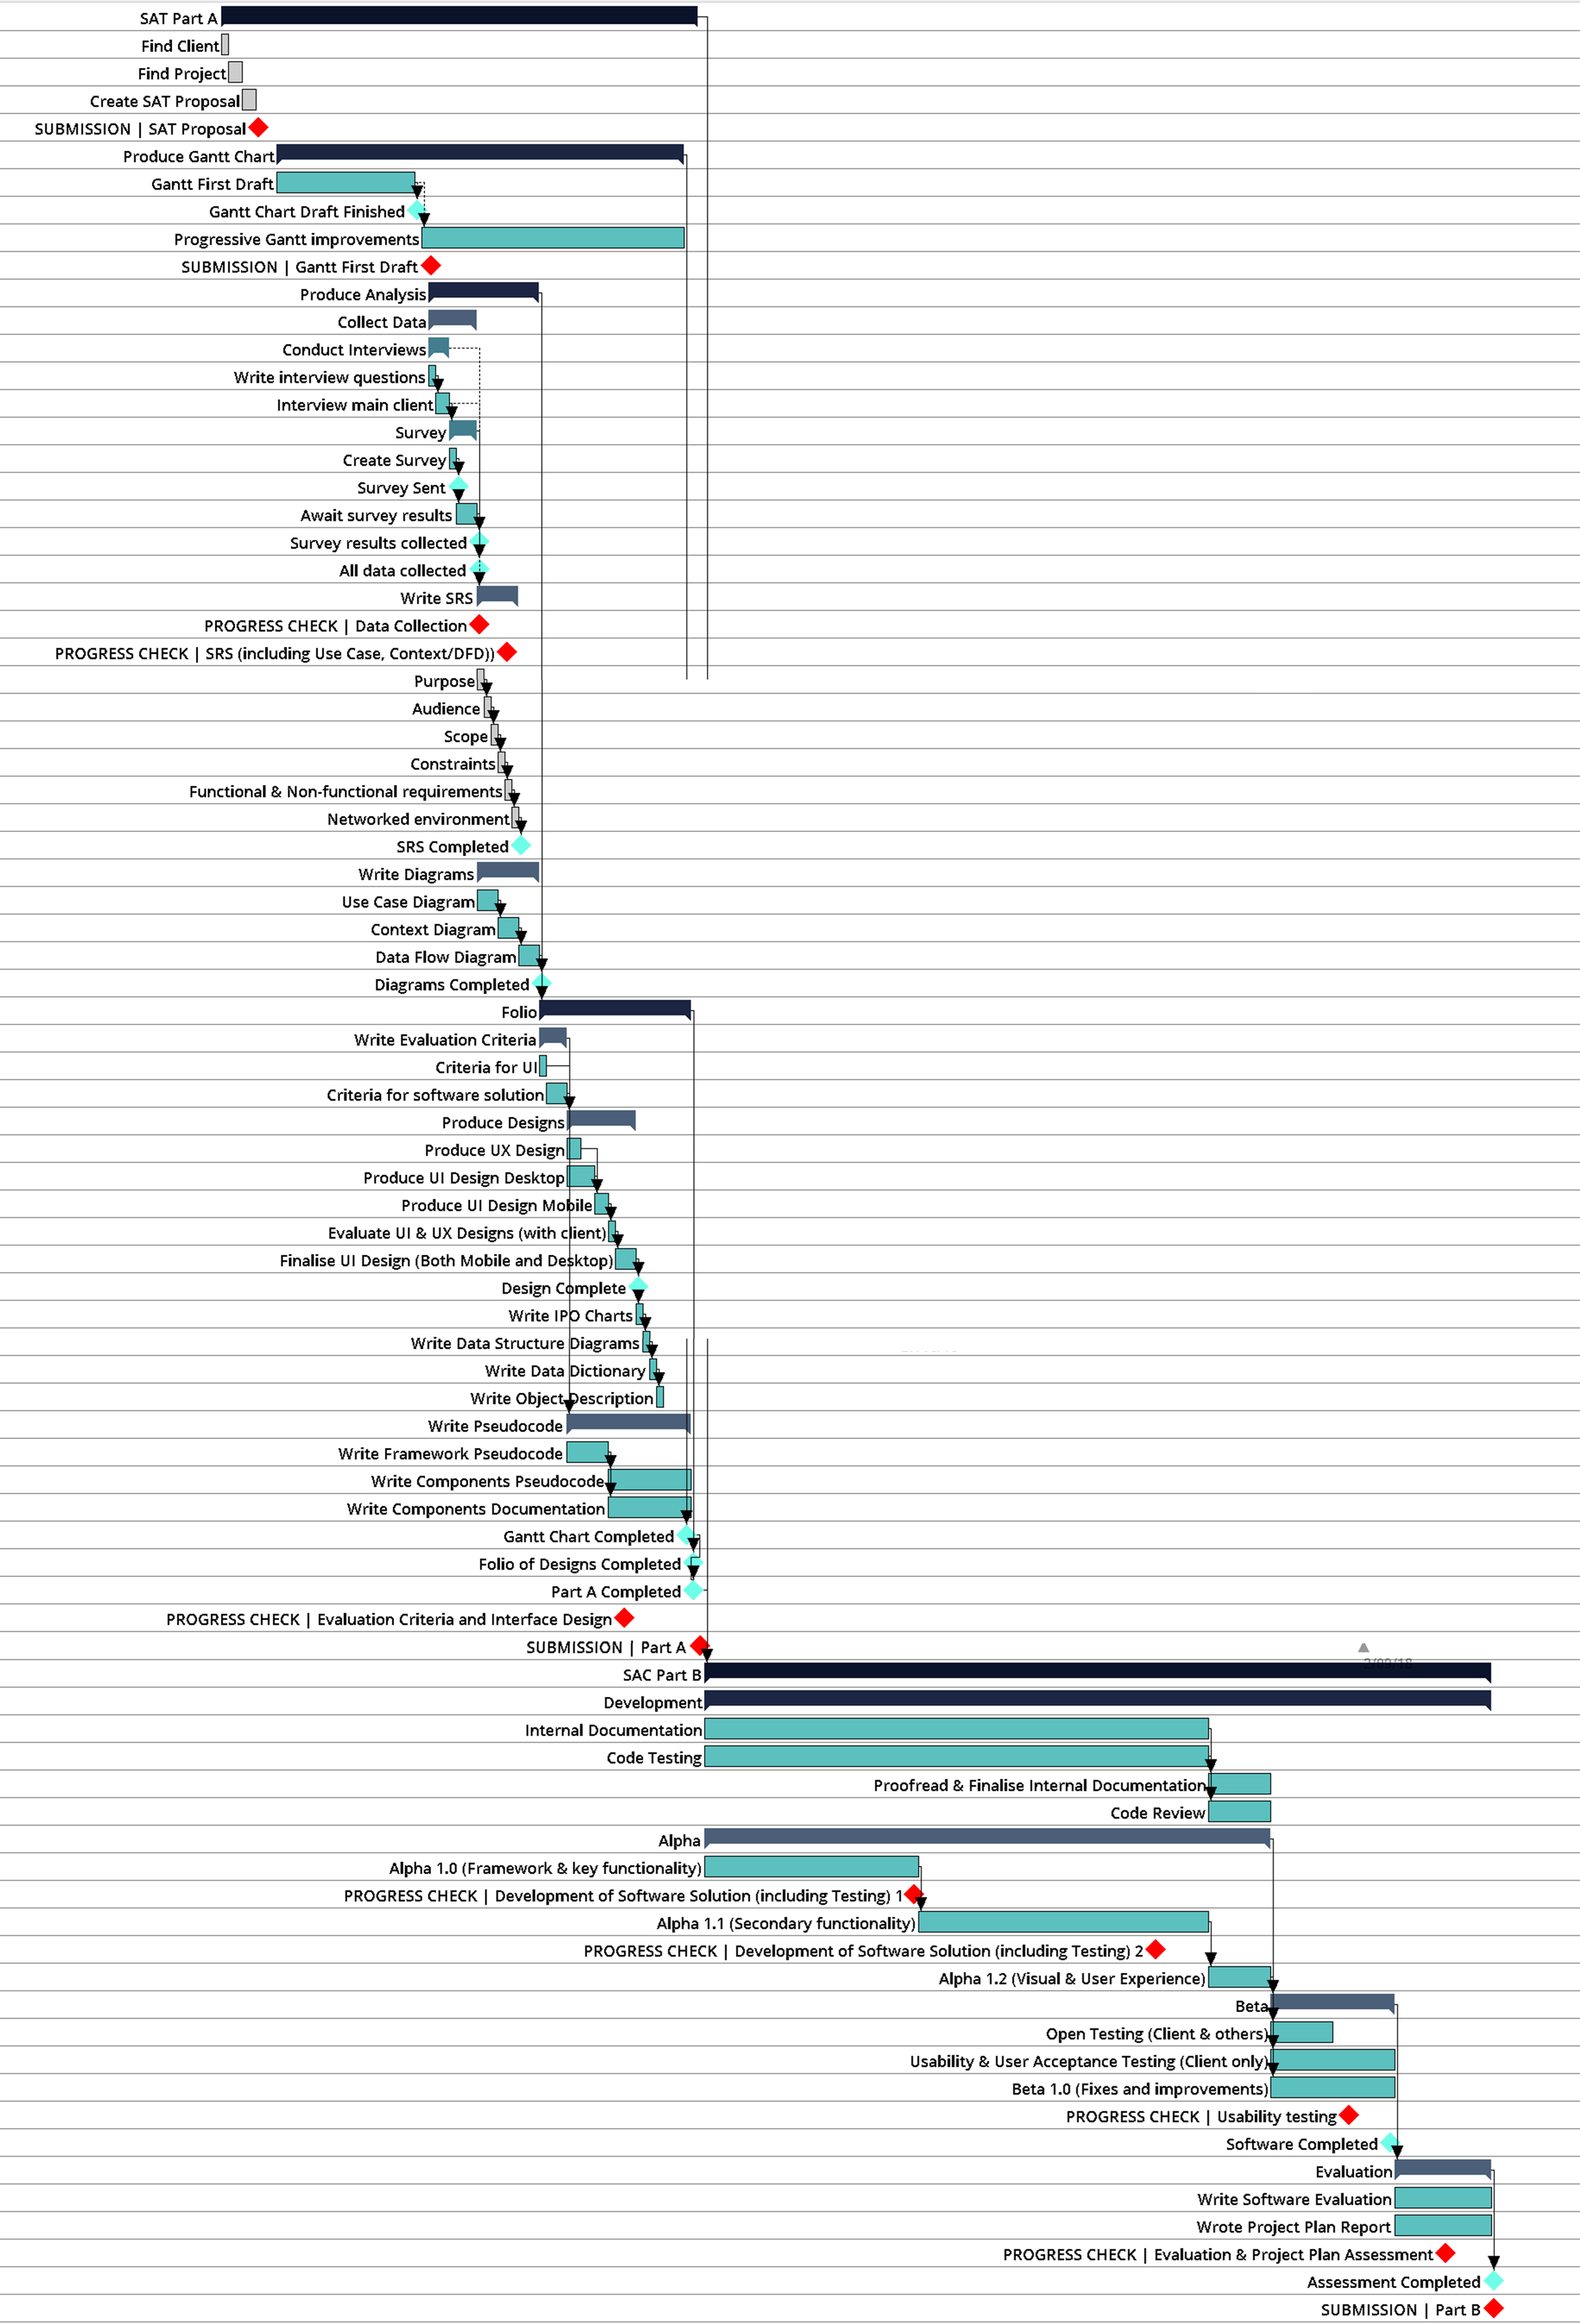 SAT Part A
Find Client
Find Project
Create SAT Proposal
SUBMISSION | SAT Proposal
Produce Gantt Chart
Gantt First Draft
Gantt Chart Draft Finished
Progressive Gantt improvements
SUBMISSION | Gantt First Draft
Produce Analysis
Collect Data
Conduct Interviews
Write interview questions
Interview main client
Survey
Create Survey
Survey Sent
Await survey results
Survey results collected
All data collected
Write SRS
PROGRESS CHECK | Data Collection
PROGRESS CHECK | SRS (including Use Case, Context/DFD))
Purpose
Audience
Scope
Constraints
Functional & Non-functional requirements
Networked environment
SRS Completed
Write Diagrams
Use Case Diagram
Context Diagram
Data Flow Diagram
Diagrams Completed
Folio
Write Evaluation Criteria
Criteria for UI
Criteria for software solution
Produce Designs
Produce UX Design
Produce UI Design Desktop
Produce UI Design Mobile
Evaluate UI & UX Designs (with client)
Finalise UI Design (Both Mobile and Desktop)
Design Complete
Write IPO Charts
Write Data Structure Diagrams
Write Data Dictionary
Write Object Description
Write Pseudocode
Write Framework Pseudocode
Write Components Pseudocode
Write Components Documentation
Gantt Chart Completed
Folio of Designs Completed
Part A Completed
PROGRESS CHECK | Evaluation Criteria and Interface Design
SUBMISSION | Part A
SAC Part B
Development
Internal Documentation
Code Testing
Proofread & Finalise Internal Documentation
Code Review
Alpha
Alpha 1.0 (Framework & key functionality)
PROGRESS CHECK | Development of Software Solution (including Testing) 1
Alpha 1.1 (Secondary functionality)
PROGRESS CHECK | Development of Software Solution (including Testing) 2
Alpha 1.2 (Visual & User Experience)
Beta
Open Testing (Client & others)
Usability & User Acceptance Testing (Client only)
Beta 1.0 (Fixes and improvements)
PROGRESS CHECK | Usability testing
Software Completed
Evaluation
Write Software Evaluation
Wrote Project Plan Report
PROGRESS CHECK | Evaluation & Project Plan Assessment
Assessment Completed
SUBMISSION | Part B